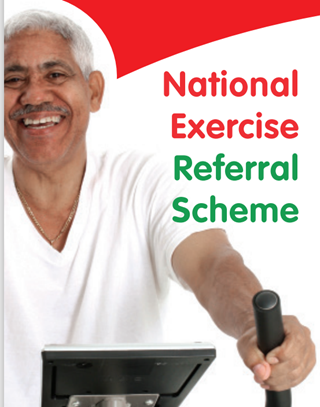 National
Exercise
Referral
Scheme